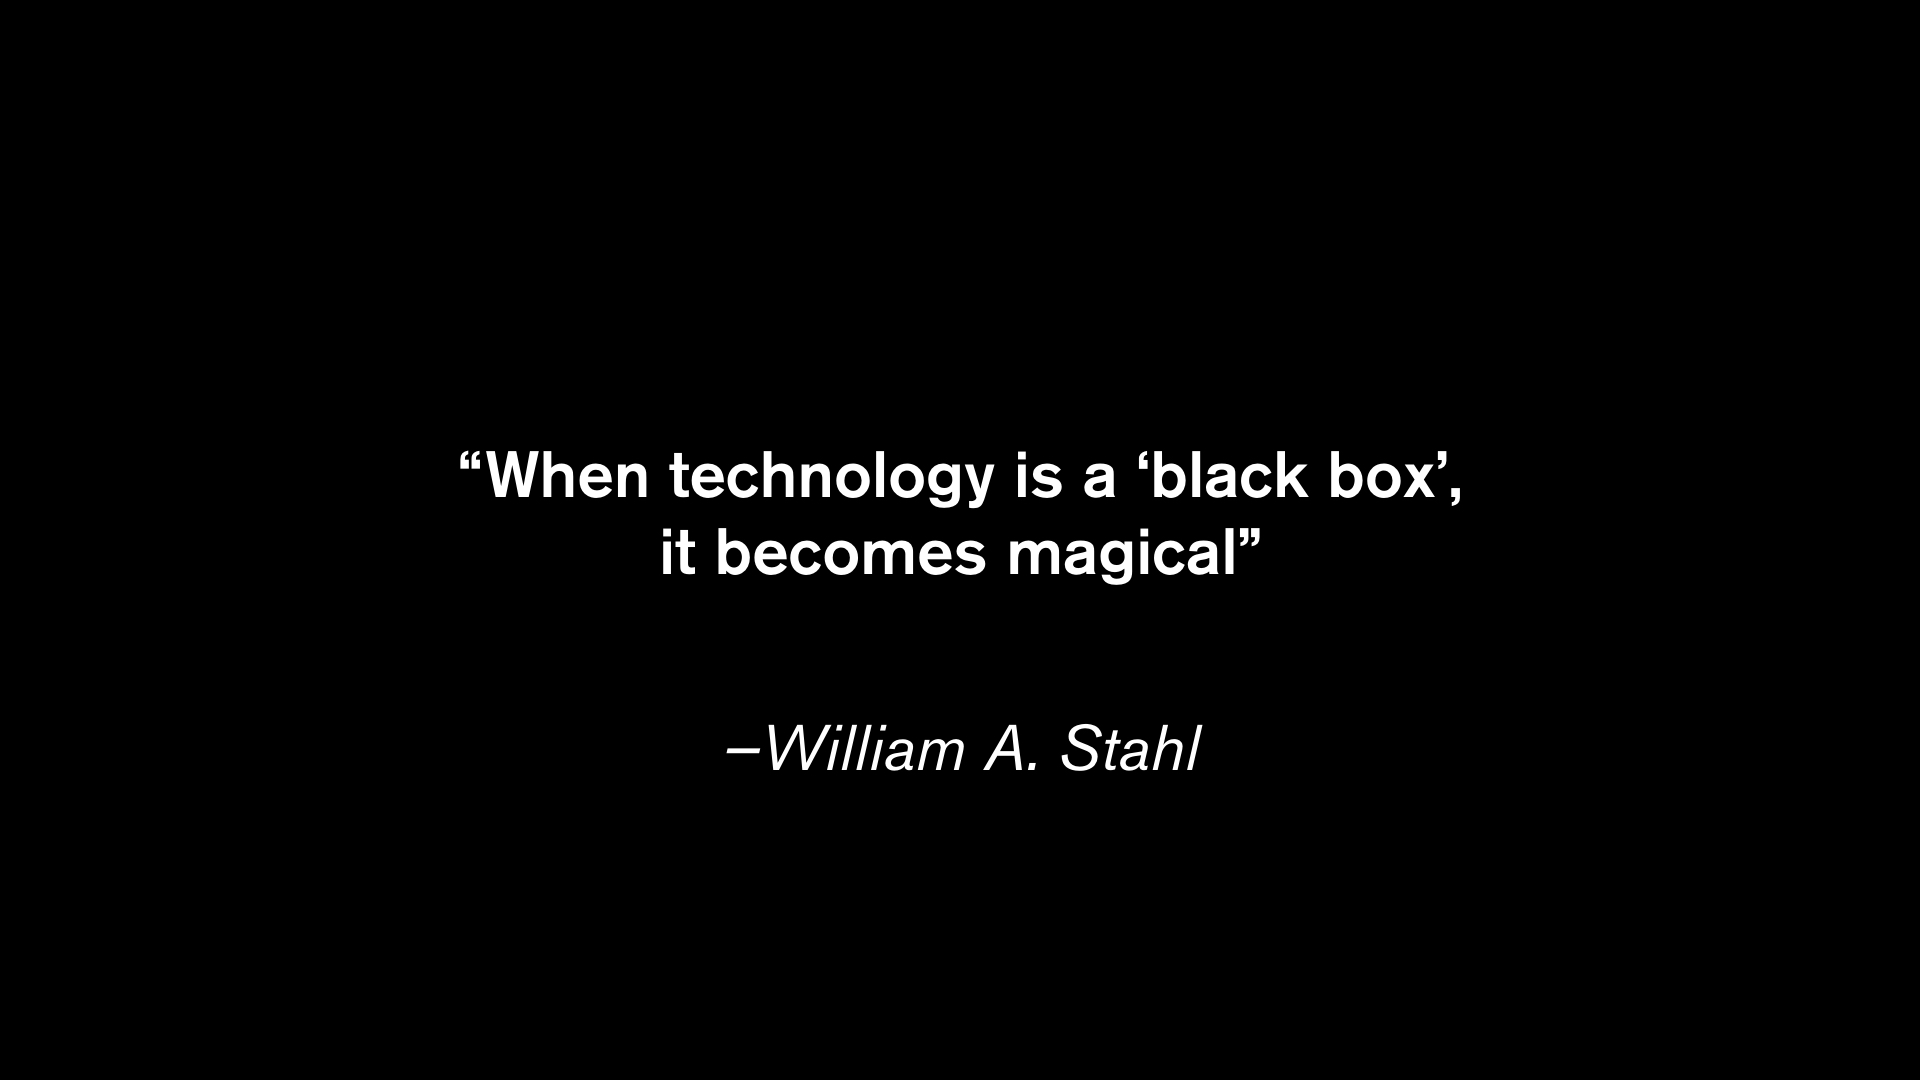 “When technology is a ‘black box’,
it becomes magical”
–William A. Stahl